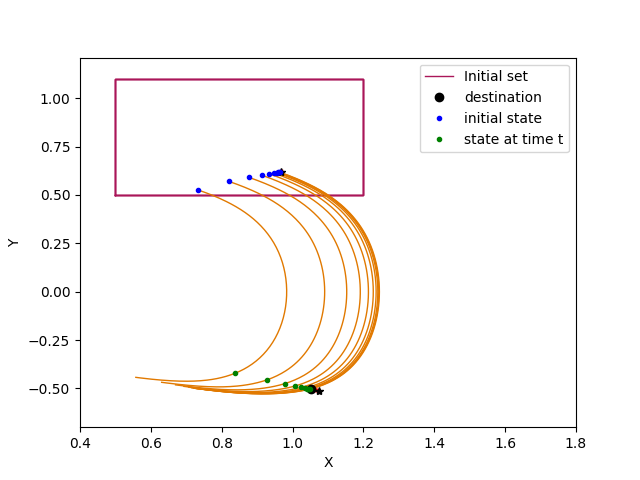 Initial set
destination
initial state
state at time t
1.00
0.75
0.50
0.25
0.00
−0.25
−0.50
Y
0.4 0.6 0.8 1.0 1.2 1.4 1.6 1.8
X